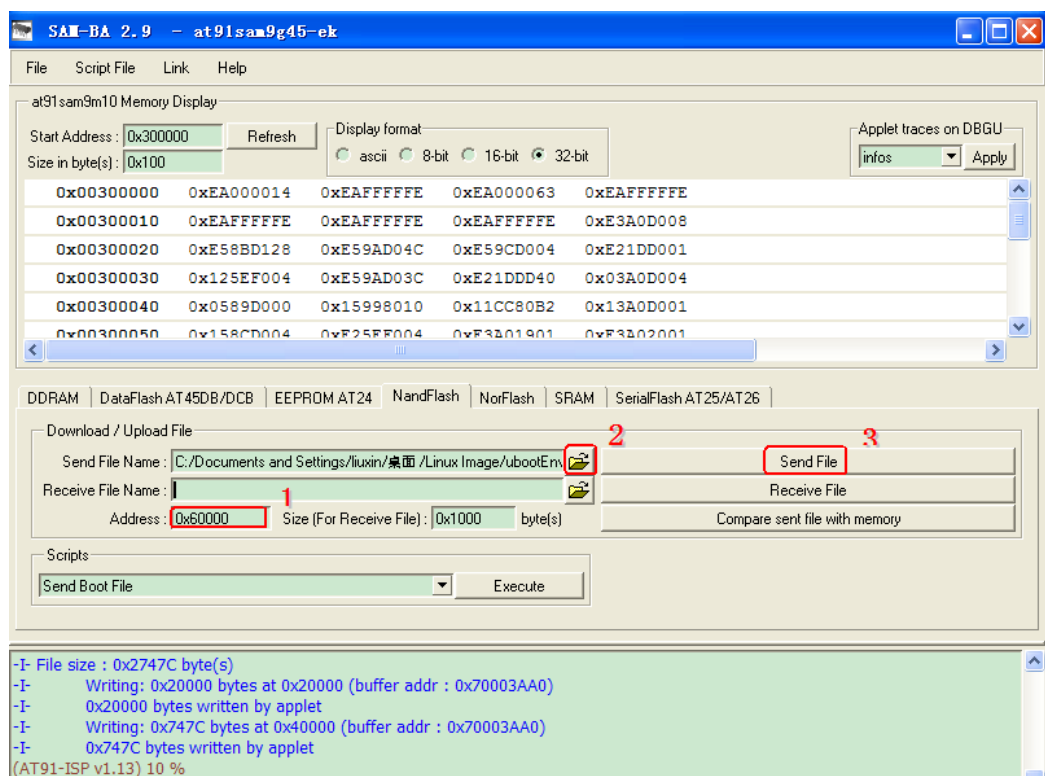 SAM-BA 2.9 - at91sam9g45-ek
File Script File Link Help
at91sam9m10 Memory Display
Start Address : 0x300000 Refresh Display format Applet traces on DBGU
Size in byte(s) : 0x100 ascii 8-bit 16-bit 32-bit infos Apply
0x00300000 0xEA000014 0xEAFFFFFE 0xEA000063 0xEAFFFFFE
0x00300010 0xEAFFFFFE 0xEAFFFFFE 0xEAFFFFFE 0xE3A0D008
0x00300020 0xE58BD128 0xE59AD04C 0xE59CD004 0xE21DD001
0x00300030 0x125EF004 0xE59AD03C 0xE21DDD40 0x03A0D004
0x00300040 0x0589D000 0x15998010 0x11CC80B2 0x13A0D001
0x00300050 0x158CD004 0xE25EF004 0xE3A01901 0xE3A02001
DDRAM DataFlash AT45DB/DCB EEPROM AT24 NandFlash NorFlash SRAM SerialFlash AT25/AT26
Download / Upload File 2 3
Send File Name : C:/Documents and Settings/liuxin/桌面/Linux Image/ubootEnv Send File
Receive File Name : 1 Receive File
Address : 0x60000 Size (For Receive File) : 0x1000 byte(s) Compare sent file with memory
Scripts
Send Boot File Execute
-I- File size : 0x2747C byte(s)
-I- Writing: 0x20000 bytes at 0x20000 (buffer addr : 0x70003AA0)
-I- 0x20000 bytes written by applet
-I- Writing: 0x747C bytes at 0x40000 (buffer addr : 0x70003AA0)
-I- 0x747C bytes written by applet
(AT91-ISP v1.13) 10 %